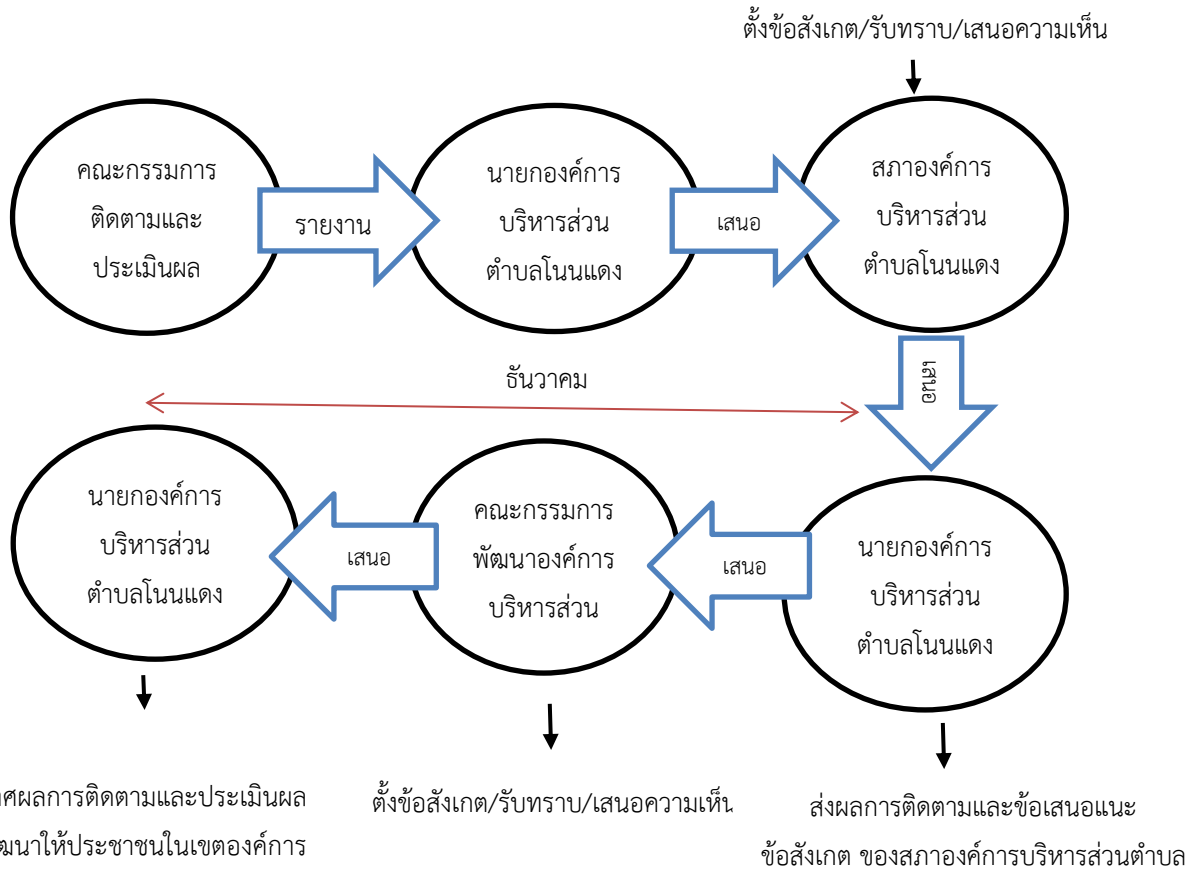 ตั้งข้อสังเกต/รับทราบ/เสนอความเห็น
คณะกรรมการ
ติดตามและ
ประเมินผล
รายงาน
นายกองค์การ
บริหารส่วน
ตำบลโนนแดง
เสนอ
สภาองค์การ
บริหารส่วน
ตำบลโนนแดง
เสนอ
ธันวาคม
นายกองค์การ
บริหารส่วน
ตำบลโนนแดง
เสนอ
คณะกรรมการ
พัฒนาองค์การ
บริหารส่วน
เสนอ
นายกองค์การ
บริหารส่วน
ตำบลโนนแดง
ผลการติดตามและประเมินผล
ให้ประชาชนในเขตองค์การ
ตั้งข้อสังเกต/รับทราบ/เสนอความเห็น
ส่งผลการติดตามและข้อเสนอแนะ
ข้อสังเกต ของสภาองค์การบริหารส่วนตำบล